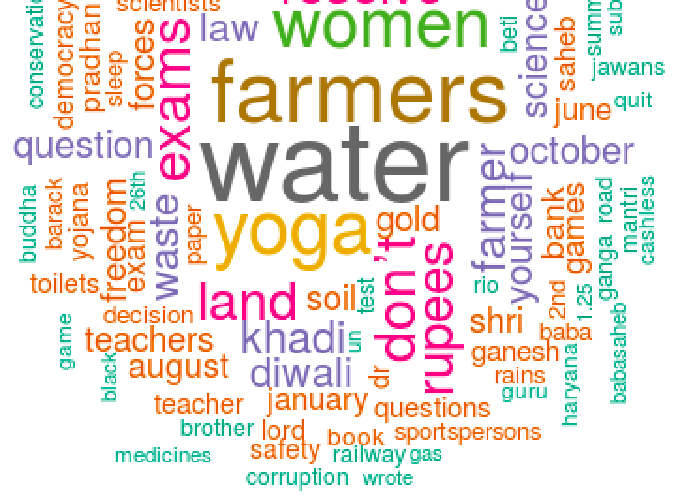 scientists
conservati
democracy
pradhan
sleep
forces
exams
law
women
beti
science
saheb
summ
sub
jawans
quit
june
farmers
question
water
october
farmer
yourself
buddha
barack
yojana
freedom
26th
exam
waste
paper
yoga
gold
don't
rupees
bank
games
road
ganga
mantri
cashless
toilets
land
soil
test
rio
2nd
1.25
babasaheb
decision
teachers
khadi
un
shri
baba
game
black
august
diwali
dr
ganesh
rains
guru
haryana
teacher
january
questions
brother
lord
book
sportspersons
medicines
safety
railway
gas
corruption
wrote